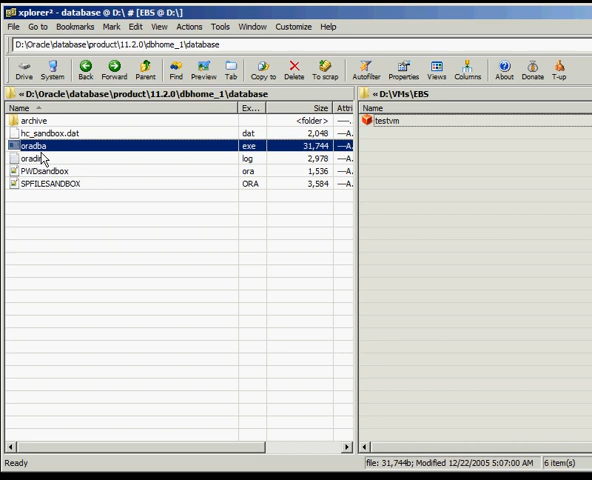 xplorer² - database @ D:\ # [EBS @ D:\]
File Go to Bookmarks Mark Edit View Actions Tools Window Customize Help
D:\Oracle\database\product\11.2.0\dbhome_1\database
Drive System Back Forward Parent Find Preview Tab Copy to Delete To scrap Autofilter Properties Views Columns About Donate T-up
« D:\Oracle\database\product\11.2.0\dbhome_1\database
« D:\VMs\EBS
Name Ex... Size Attri
Name
archive <folder> ----.
testvm
hc_sandbox.dat dat 2,048 —A.
oradba exe 31,744 —A.
log 2,978 —A.
PWDsandbox ora 1,536 —A.
SPFILESANDBOX ORA 3,584 —A.
Ready
file: 31,744b; Modified 12/22/2005 5:07:00 AM 6 item(s)